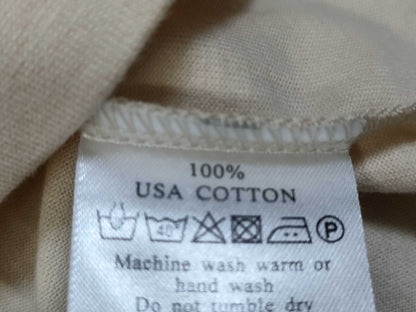 100%
USA COTTON
40 P
Machine wash warm or
hand wash
Do not tumble dry